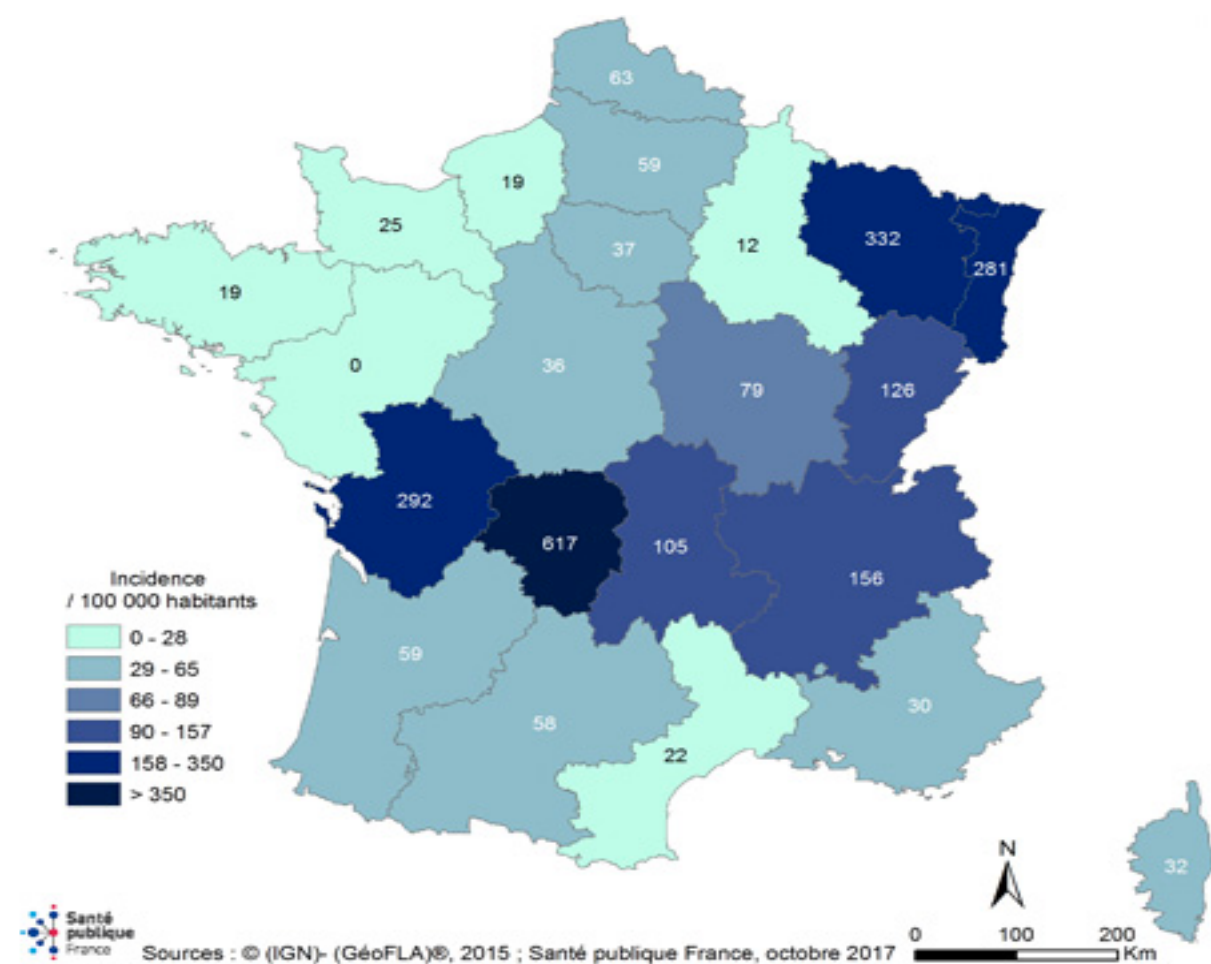 63
59
19
25
12
332
37
281
19
0
36
79
126
292
617
105
156
Incidence
/ 100 000 habitants
0 - 28
29 - 65
66 - 89
90 - 157
158 - 350
> 350
59
58
30
22
32
N
Santé
publique
France
Sources : © (IGN)- (GéoFLA)®, 2015 ; Santé publique France, octobre 2017
0 100 200
Km